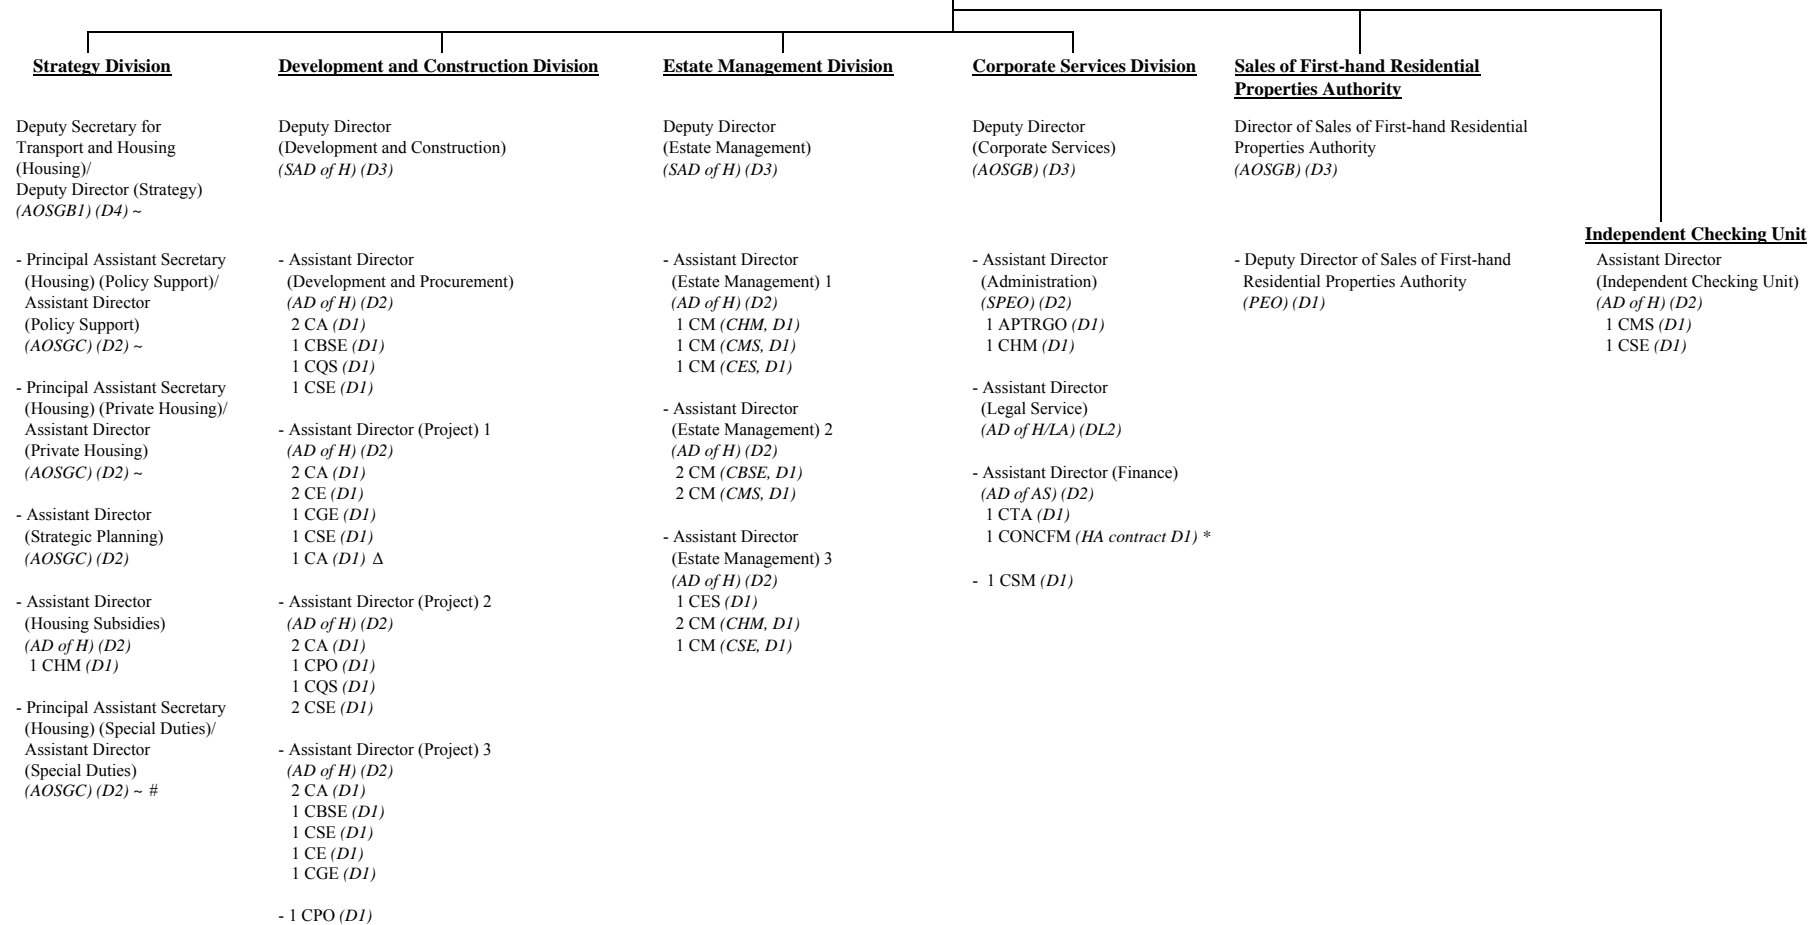 Strategy Division
Deputy Secretary for
Transport and Housing
(Housing)/
Deputy Director (Strategy)
(AOSGB1) (D4) ~
- Principal Assistant Secretary
(Housing) (Policy Support)/
Assistant Director
(Policy Support)
(AOSGC) (D2) ~
- Principal Assistant Secretary
(Housing) (Private Housing)/
Assistant Director
(Private Housing)
(AOSGC) (D2) ~
- Assistant Director
(Strategic Planning)
(AOSGC) (D2)
- Assistant Director
(Housing Subsidies)
(AD of H) (D2)
1 CHM (D1)
- Principal Assistant Secretary
(Housing) (Special Duties)/
Assistant Director
(Special Duties)
(AOSGC) (D2) ~ #
Development and Construction Division
Deputy Director
(Development and Construction)
(SAD of H) (D3)
- Assistant Director
(Development and Procurement)
(AD of H) (D2)
2 CA (D1)
1 CBSE (D1)
1 CQS (D1)
1 CSE (D1)
- Assistant Director (Project) 1
(AD of H) (D2)
2 CA (D1)
2 CE (D1)
1 CGE (D1)
1 CSE (D1)
1 CA (D1) Δ
- Assistant Director (Project) 2
(AD of H) (D2)
2 CA (D1)
1 CPO (D1)
1 CQS (D1)
2 CSE (D1)
- Assistant Director (Project) 3
(AD of H) (D2)
2 CA (D1)
1 CBSE (D1)
1 CSE (D1)
1 CE (D1)
1 CGE (D1)
- 1 CPO (D1)
Estate Management Division
Deputy Director
(Estate Management)
(SAD of H) (D3)
- Assistant Director
(Estate Management) 1
(AD of H) (D2)
1 CM (CHM, D1)
1 CM (CMS, D1)
1 CM (CES, D1)
- Assistant Director
(Estate Management) 2
(AD of H) (D2)
2 CM (CBSE, D1)
2 CM (CMS, D1)
- Assistant Director
(Estate Management) 3
(AD of H) (D2)
1 CES (D1)
2 CM (CHM, D1)
1 CM (CSE, D1)
Corporate Services Division
Deputy Director
(Corporate Services)
(AOSGB) (D3)
- Assistant Director
(Administration)
(SPEO) (D2)
1 APTRGO (D1)
1 CHM (D1)
- Assistant Director
(Legal Service)
(AD of H/LA) (DL2)
- Assistant Director (Finance)
(AD of AS) (D2)
1 CTA (D1)
1 CONCFM (HA contract D1) *
- 1 CSM (D1)
Sales of First-hand Residential
Properties Authority
Director of Sales of First-hand Residential
Properties Authority
(AOSGB) (D3)
- Deputy Director of Sales of First-hand
Residential Properties Authority
(PEO) (D1)
Independent Checking Unit
Assistant Director
(Independent Checking Unit)
(AD of H) (D2)
1 CMS (D1)
1 CSE (D1)